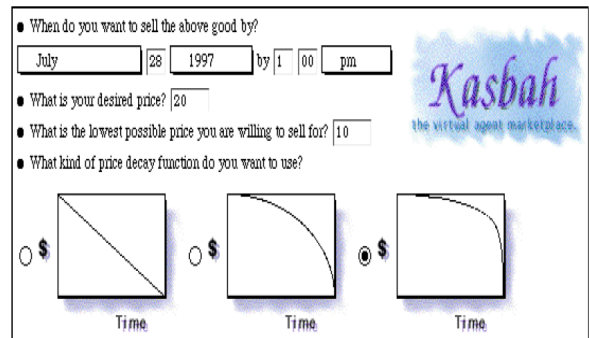 When do you want to sell the above good by?
July 28 1997 by 1 00 pm
What is your desired price? 20
What is the lowest possible price you are willing to sell for? 10
What kind of price decay function do you want to use?
Kasbah
the virtual agent marketplace.
$ $ $
Time Time Time